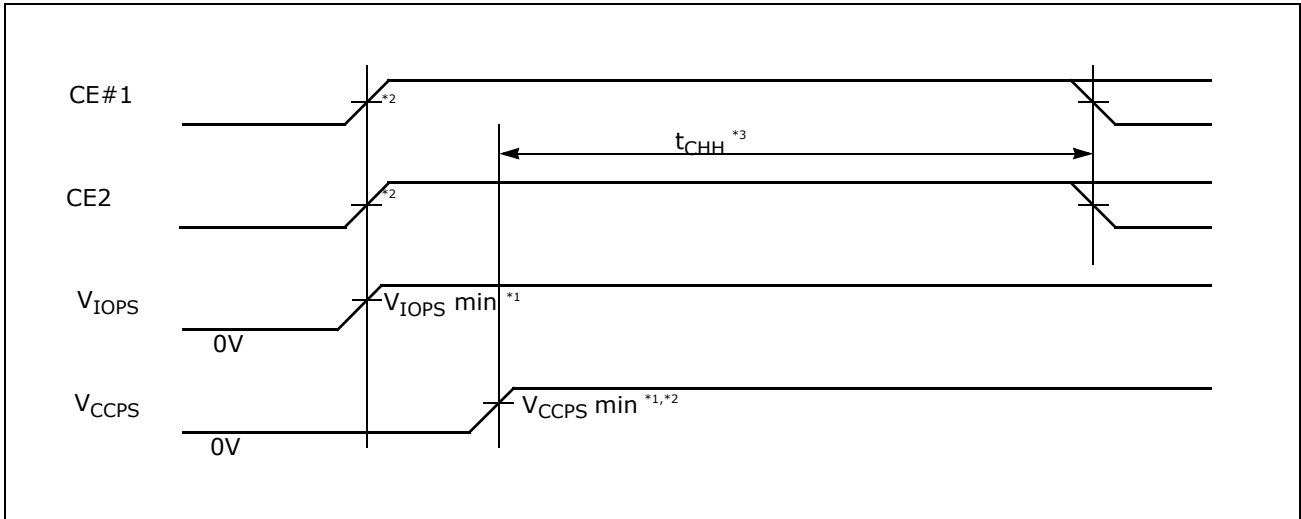 CE#1
*2
tCHH *3
CE2
*2
VIOPS
VIOPS min *1
0V
VCCPS
VCCPS min *1,*2
0V